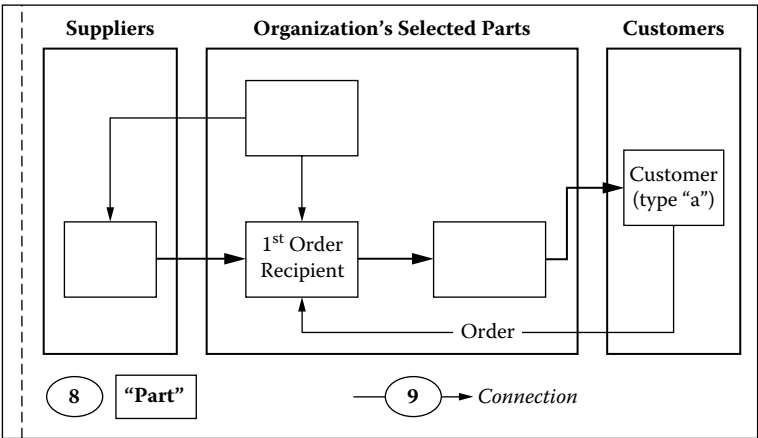 Suppliers
Organization’s Selected Parts
Customers
Customer
(type “a”)
1st Order
Recipient
Order
8
“Part”
9
Connection